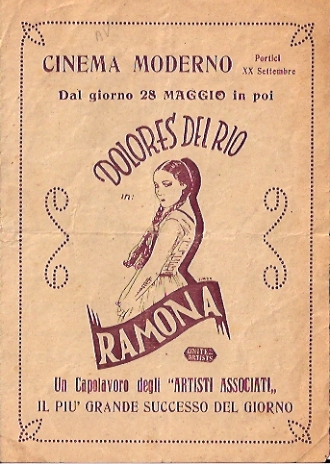 CINEMA MODERNO Portici
XX Settembre
Dal giorno 28 MAGGIO in poi
DOLORES DEL RIO
in:
RAMONA
UNITED
ARTISTS
Un Capolavoro degli "ARTISTI ASSOCIATI„
IL PIU' GRANDE SUCCESSO DEL GIORNO